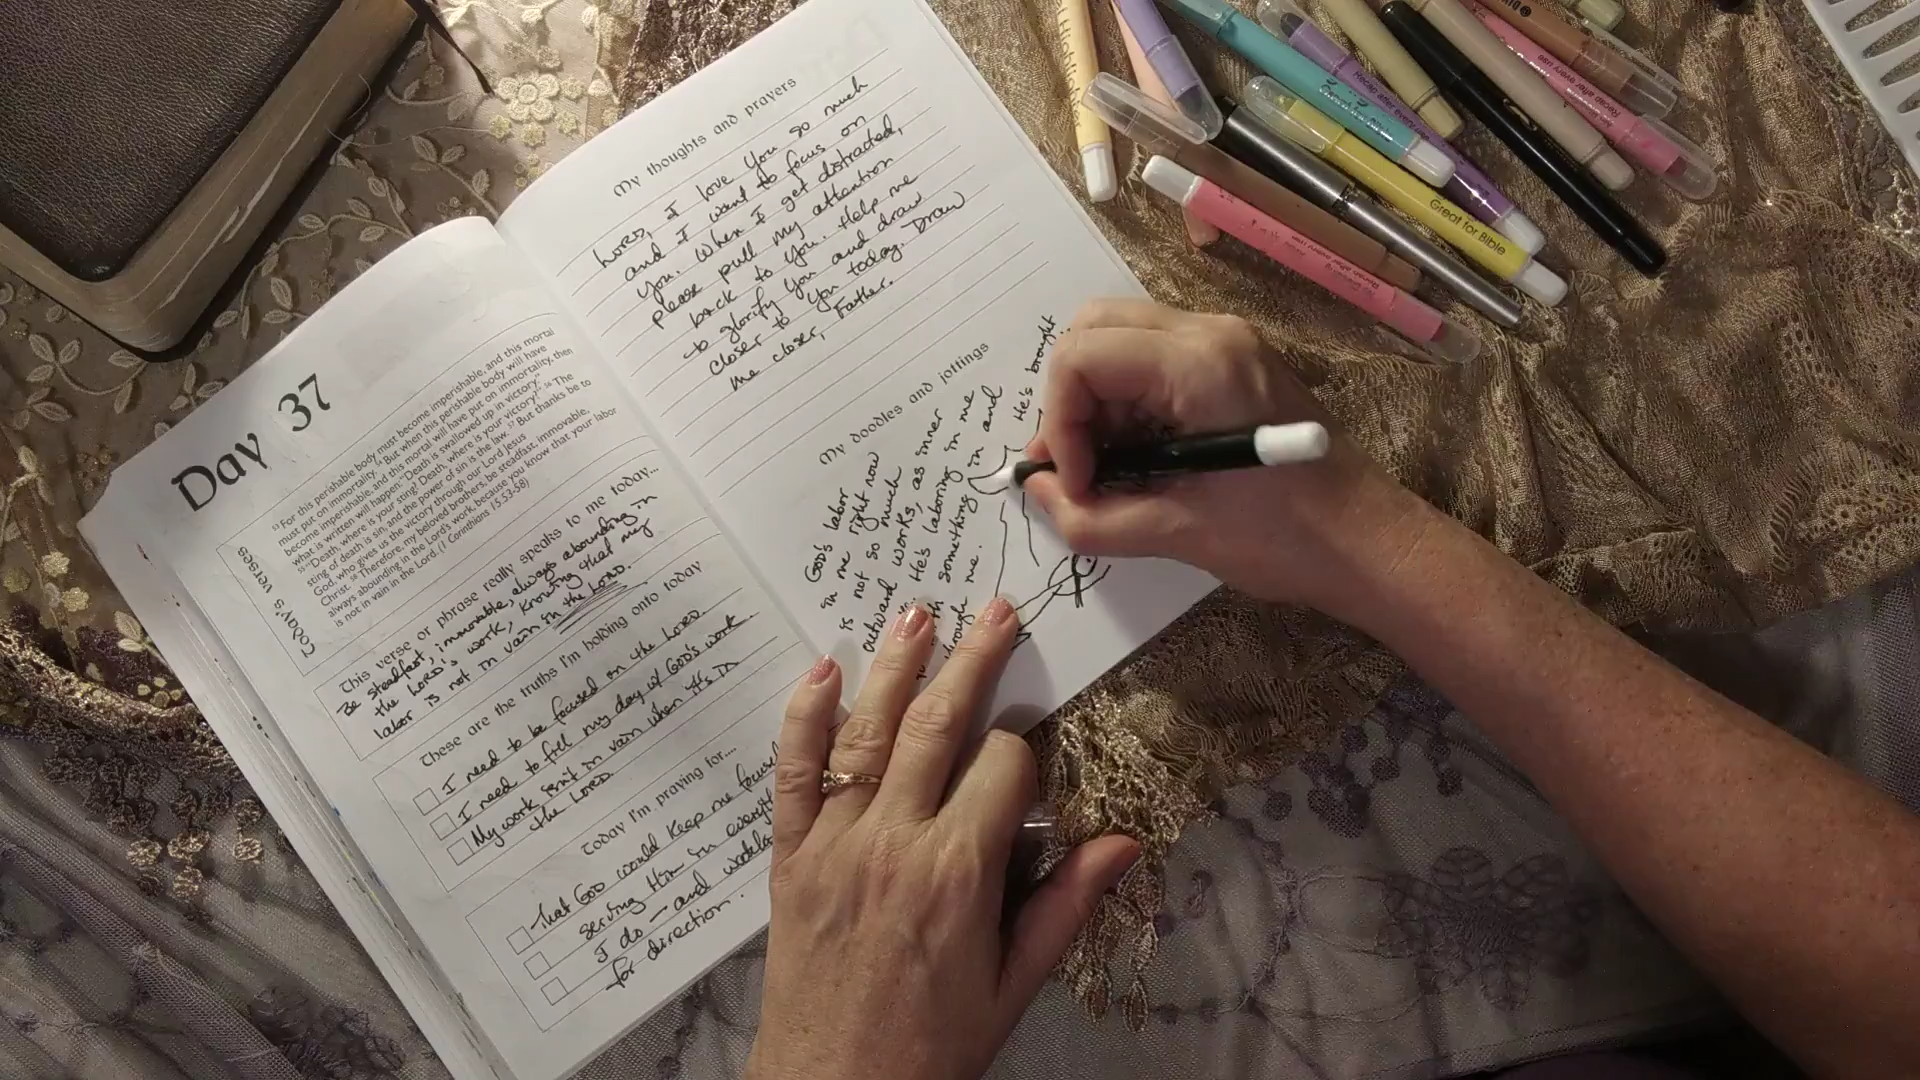 Day 37
Today's verses
53 For this perishable body must become imperishable, and this mortal
must put on immortality. 54 But when this perishable body will have
become imperishable, and this mortal will have put on immortality, then
what is written will happen: "Death is swallowed up in victory."
55 "Death, where is your sting? Death, where is your victory?" 56 The
sting of death is sin, and the power of sin is the law. 57 But thanks be to
God, who gives us the victory through our Lord Jesus
Christ. 58 Therefore, my beloved brothers, be steadfast, immovable,
always abounding in the Lord's work, because you know that your labor
is not in vain in the Lord. (1 Corinthians 15.53-58)
This verse or phrase really speaks to me today...
Be steadfast, immovable, always abounding in
the LORD's work, knowing that my
labor is not in vain in the LORD.
These are the truths I'm holding onto today
I need to be focused on the LORD.
I need to fill my day w/ God's work.
My work isn't in vain when it's in
the LORD.
Today I'm praying for....
That God would keep me focused
serving Him - in
I do - and
for direction.
My thoughts and prayers
LORD, I love You so much
and I want to focus on
You. When I get distracted,
please pull my attention
back to You. Help me
to glorify You and draw
closer to You today. Draw
me closer, Father.
My doodles and jottings
God's labor
in me right now
is not so much
outward works, as inner
He's laboring in me
something in and
through me.
He's brought
Great for Bible